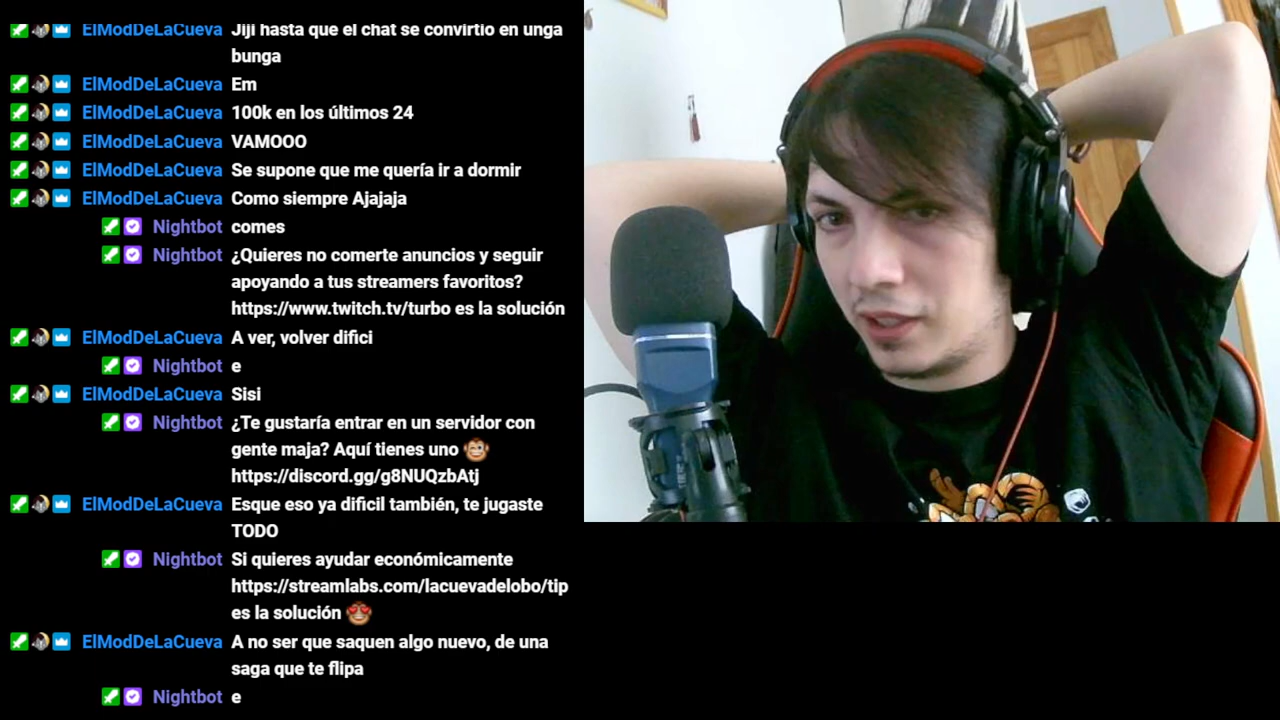 ElModDeLaCueva Jiji hasta que el chat se convirtio en unga
bunga
ElModDeLaCueva Em
ElModDeLaCueva 100k en los últimos 24
ElModDeLaCueva VAMOOO
ElModDeLaCueva Se supone que me quería ir a dormir
ElModDeLaCueva Como siempre Ajajaja
Nightbot comes
Nightbot ¿Quieres no comerte anuncios y seguir
apoyando a tus streamers favoritos?
https://www.twitch.tv/turbo es la solución
ElModDeLaCueva A ver, volver difici
Nightbot e
ElModDeLaCueva Sisi
Nightbot ¿Te gustaría entrar en un servidor con
gente maja? Aquí tienes uno
https://discord.gg/g8NUQzbAtj
ElModDeLaCueva Esque eso ya dificil también, te jugaste
TODO
Nightbot Si quieres ayudar económicamente
https://streamlabs.com/lacuevadelobo/tip
es la solución
ElModDeLaCueva A no ser que saquen algo nuevo, de una
saga que te flipa
Nightbot e